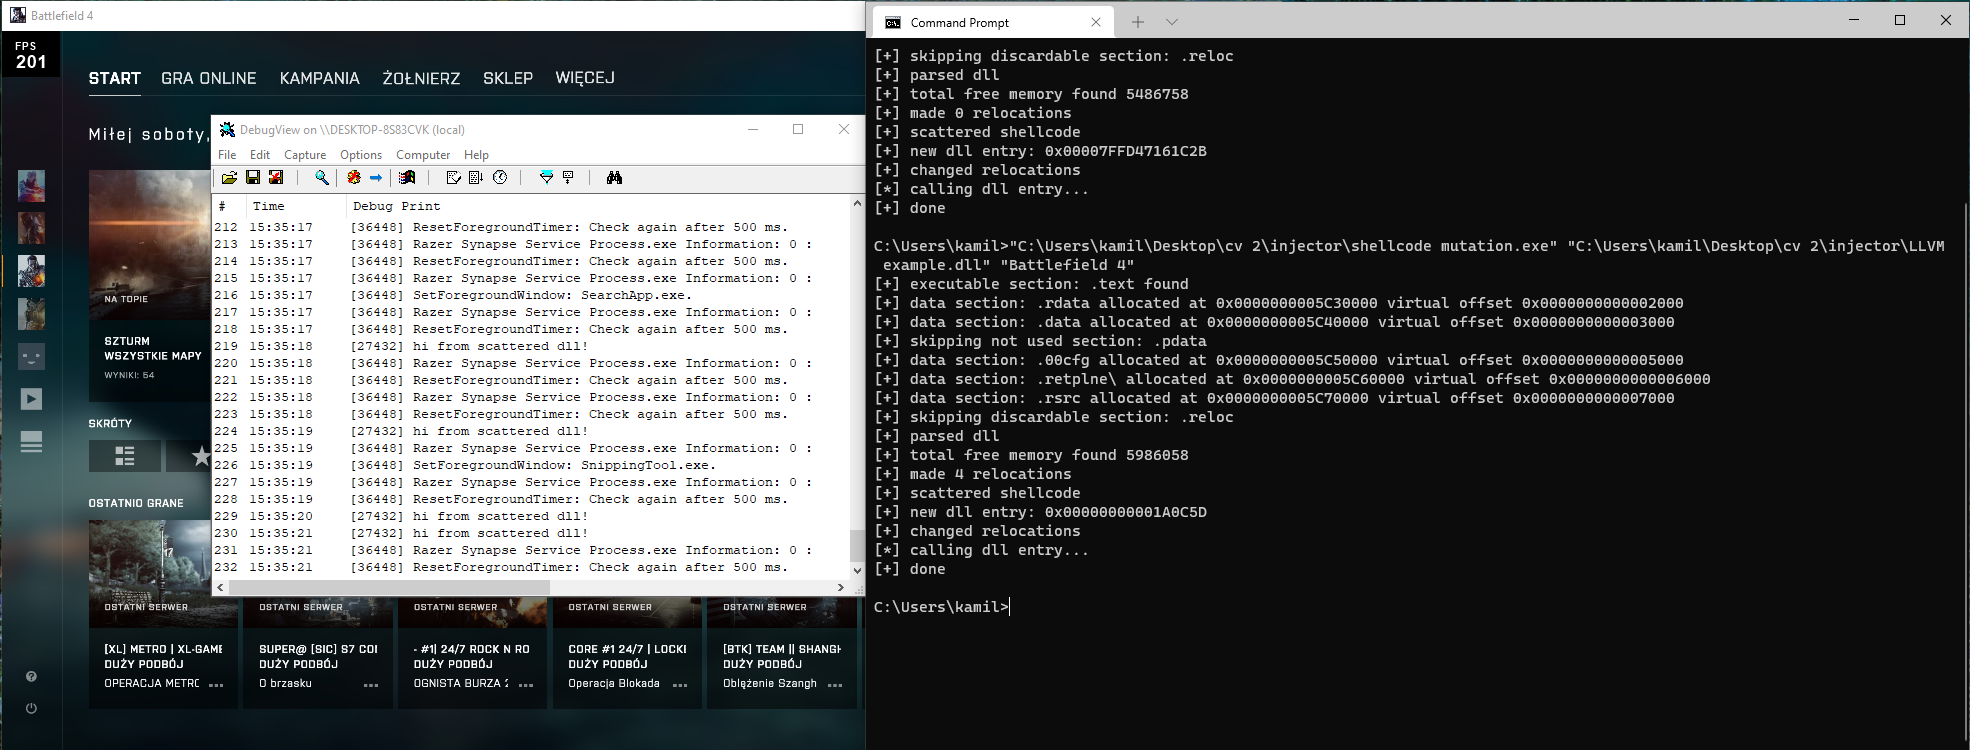 Battlefield 4
FPS
201
START GRA ONLINE KAMPANIA ŻOŁNIERZ SKLEP WIĘCEJ
Miłej soboty,
NA TOPIE
SZTURM
WSZYSTKIE MAPY
WYNIKI: 54
SKRÓTY
OSTATNIO GRANE
17
OSTATNI SERWER
[XL] METRO | XL-GAME
DUŻY PODBÓJ
OPERACJA METRO ...
OSTATNI SERWER
SUPER@ [SIC] S7 CO
DUŻY PODBÓJ
O brzasku ...
OSTATNI SERWER
- #1| 24/7 ROCK N RO
DUŻY PODBÓJ
OGNISTA BURZA 2 ...
OSTATNI SERWER
CORE #1 24/7 | LOCK
DUŻY PODBÓJ
Operacja Blokada ...
OSTATNI SERWER
[BTK] TEAM || SHANGH
DUŻY PODBÓJ
Oblężenie Szangh ...
DebugView on \\DESKTOP-8S83CVK (local)
File Edit Capture Options Computer Help
# Time Debug Print
212 15:35:17 [36448] ResetForegroundTimer: Check again after 500 ms.
213 15:35:17 [36448] Razer Synapse Service Process.exe Information: 0 :
214 15:35:17 [36448] ResetForegroundTimer: Check again after 500 ms.
215 15:35:17 [36448] Razer Synapse Service Process.exe Information: 0 :
216 15:35:17 [36448] SetForegroundWindow: SearchApp.exe.
217 15:35:17 [36448] Razer Synapse Service Process.exe Information: 0 :
218 15:35:17 [36448] ResetForegroundTimer: Check again after 500 ms.
219 15:35:18 [27432] hi from scattered dll!
220 15:35:18 [36448] Razer Synapse Service Process.exe Information: 0 :
221 15:35:18 [36448] ResetForegroundTimer: Check again after 500 ms.
222 15:35:18 [36448] Razer Synapse Service Process.exe Information: 0 :
223 15:35:18 [36448] ResetForegroundTimer: Check again after 500 ms.
224 15:35:19 [27432] hi from scattered dll!
225 15:35:19 [36448] Razer Synapse Service Process.exe Information: 0 :
226 15:35:19 [36448] SetForegroundWindow: SnippingTool.exe.
227 15:35:19 [36448] Razer Synapse Service Process.exe Information: 0 :
228 15:35:19 [36448] ResetForegroundTimer: Check again after 500 ms.
229 15:35:20 [27432] hi from scattered dll!
230 15:35:21 [27432] hi from scattered dll!
231 15:35:21 [36448] Razer Synapse Service Process.exe Information: 0 :
232 15:35:21 [36448] ResetForegroundTimer: Check again after 500 ms.
Command Prompt
[+] skipping discardable section: .reloc
[+] parsed dll
[+] total free memory found 5486758
[+] made 0 relocations
[+] scattered shellcode
[+] new dll entry: 0x00007FFD47161C2B
[+] changed relocations
[*] calling dll entry...
[+] done
C:\Users\kamil>"C:\Users\kamil\Desktop\cv 2\injector\shellcode mutation.exe" "C:\Users\kamil\Desktop\cv 2\injector\LLVM
example.dll" "Battlefield 4"
[+] executable section: .text found
[+] data section: .rdata allocated at 0x0000000005C30000 virtual offset 0x0000000000002000
[+] data section: .data allocated at 0x0000000005C40000 virtual offset 0x0000000000003000
[+] skipping not used section: .pdata
[+] data section: .00cfg allocated at 0x0000000005C50000 virtual offset 0x0000000000005000
[+] data section: .retplne\ allocated at 0x0000000005C60000 virtual offset 0x0000000000006000
[+] data section: .rsrc allocated at 0x0000000005C70000 virtual offset 0x0000000000007000
[+] skipping discardable section: .reloc
[+] parsed dll
[+] total free memory found 5986058
[+] made 4 relocations
[+] scattered shellcode
[+] new dll entry: 0x00000000001A0C5D
[+] changed relocations
[*] calling dll entry...
[+] done
C:\Users\kamil>